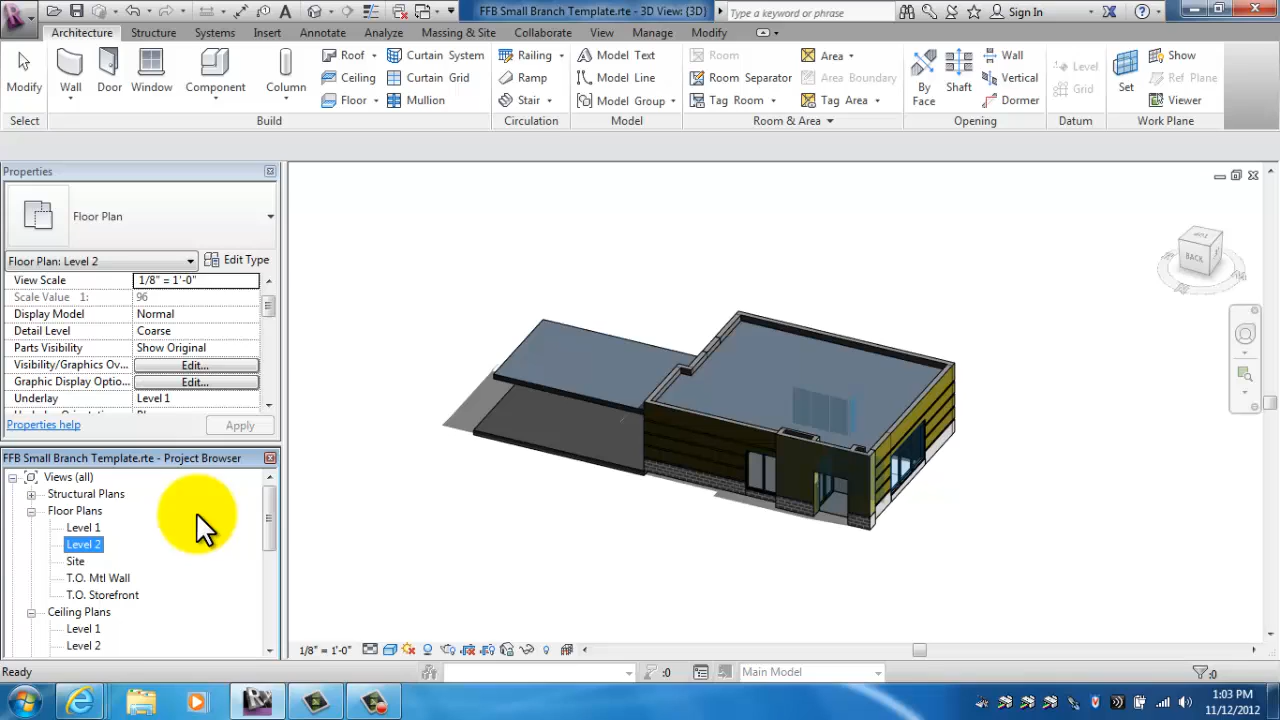 FFB Small Branch Template.rte - 3D View: {3D}
Type a keyword or phrase
Sign In
Architecture Structure Systems Insert Annotate Analyze Massing & Site Collaborate View Manage Modify
Modify
Wall
Door
Window
Component
Column
Roof
Ceiling
Floor
Curtain System
Curtain Grid
Mullion
Railing
Ramp
Stair
Model Text
Model Line
Model Group
Room
Room Separator
Tag Room
Area
Area Boundary
Tag Area
By Face
Shaft
Wall
Vertical
Dormer
Level
Grid
Set
Show
Ref Plane
Viewer
Select Build Circulation Model Room & Area Opening Datum Work Plane
Properties
Floor Plan
Floor Plan: Level 2 Edit Type
View Scale 1/8" = 1'-0"
Scale Value 1: 96
Display Model Normal
Detail Level Coarse
Parts Visibility Show Original
Visibility/Graphics Ov... Edit...
Graphic Display Optio... Edit...
Underlay Level 1
Properties help Apply
FFB Small Branch Template.rte - Project Browser
Views (all)
Structural Plans
Floor Plans
Level 1
Level 2
Site
T.O. Mtl Wall
T.O. Storefront
Ceiling Plans
Level 1
Level 2
BACK
1/8" = 1'-0"
Ready
:0
Main Model
:0
1:03 PM
11/12/2012